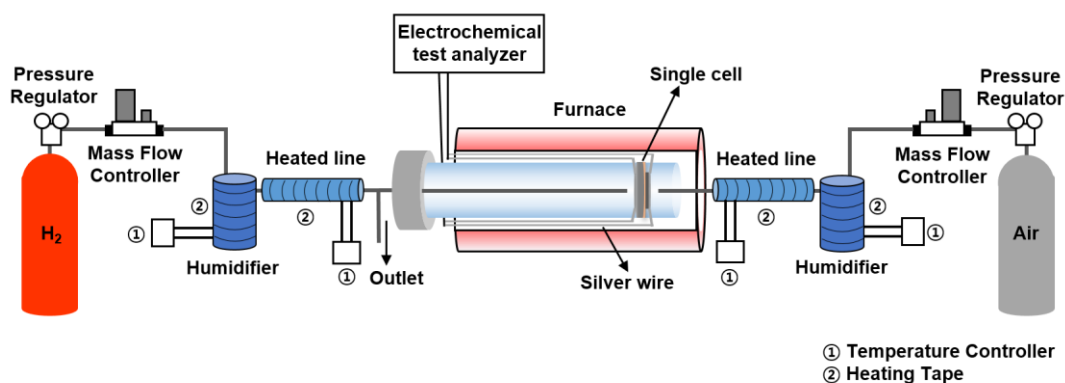 Electrochemical
test analyzer
Pressure
Regulator
Single cell
Pressure
Regulator
Furnace
Mass Flow
Controller
Heated line
Heated line
Mass Flow
Controller
②
②
②
②
H₂
①
①
Air
Humidifier
①
Outlet
Silver wire
①
Humidifier
① Temperature Controller
② Heating Tape